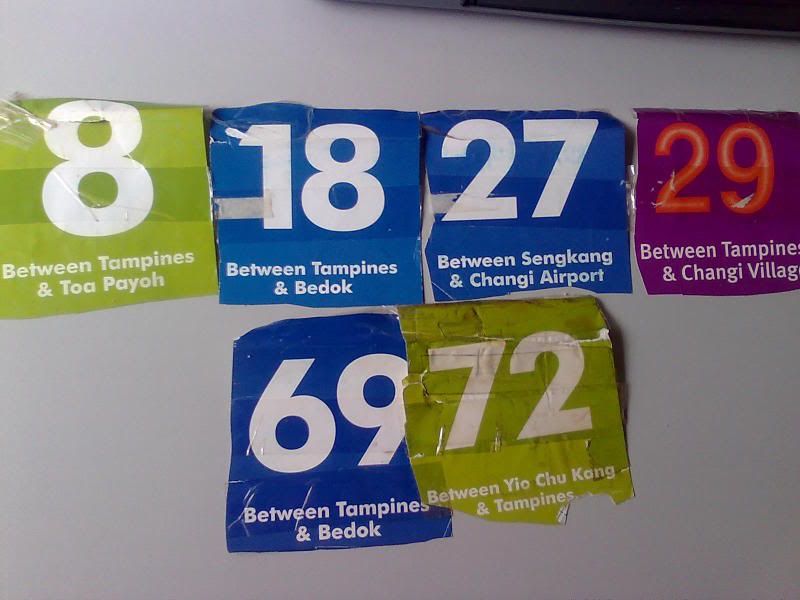 8
Between Tampines
& Toa Payoh
18
Between Tampines
& Bedok
27
Between Sengkang
& Changi Airport
29
Between Tampines
& Changi Village
69
Between Tampines
& Bedok
72
Between Yio Chu Kang
& Tampines